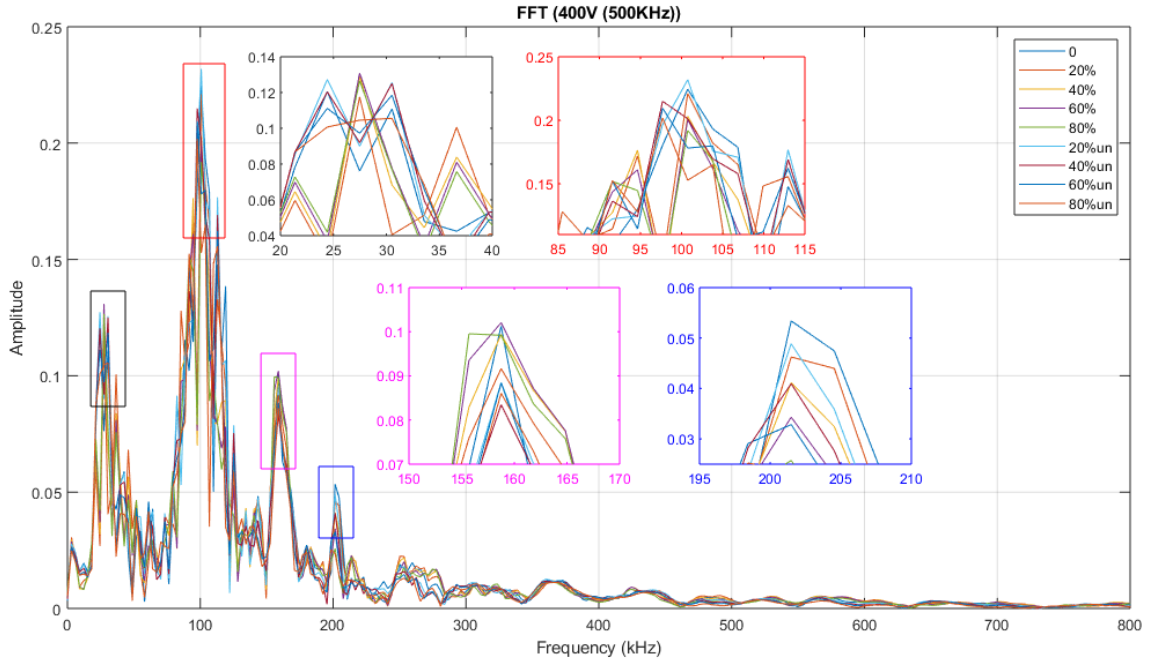 FFT (400V (500KHz))
Amplitude
0.25
0.2
0.15
0.1
0.05
0
0 100 200 300 400 500 600 700 800
Frequency (kHz)
0.14
0.12
0.1
0.08
0.06
0.04
20 25 30 35 40
0.25
0.2
0.15
85 90 95 100 105 110 115
0
20%
40%
60%
80%
20%un
40%un
60%un
80%un
0.11
0.1
0.09
0.08
0.07
150 155 160 165 170
0.06
0.05
0.04
0.03
195 200 205 210